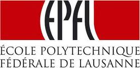 EPFL
ÉCOLE POLYTECHNIQUE
FÉDÉRALE DE LAUSANNE